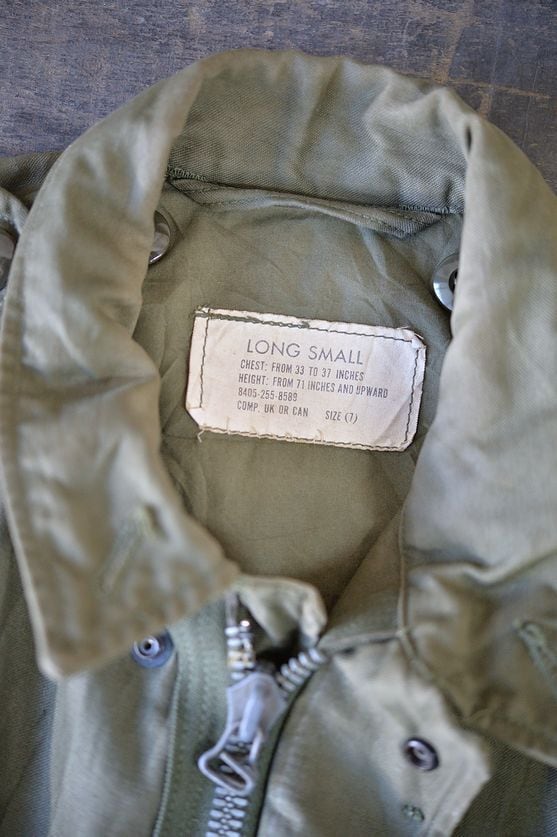 LONG SMALL
CHEST: FROM 33 TO 37 INCHES
HEIGHT: FROM 71 INCHES AND UPWARD
8405-255-8589
COMP. UK OR CAN SIZE (7)